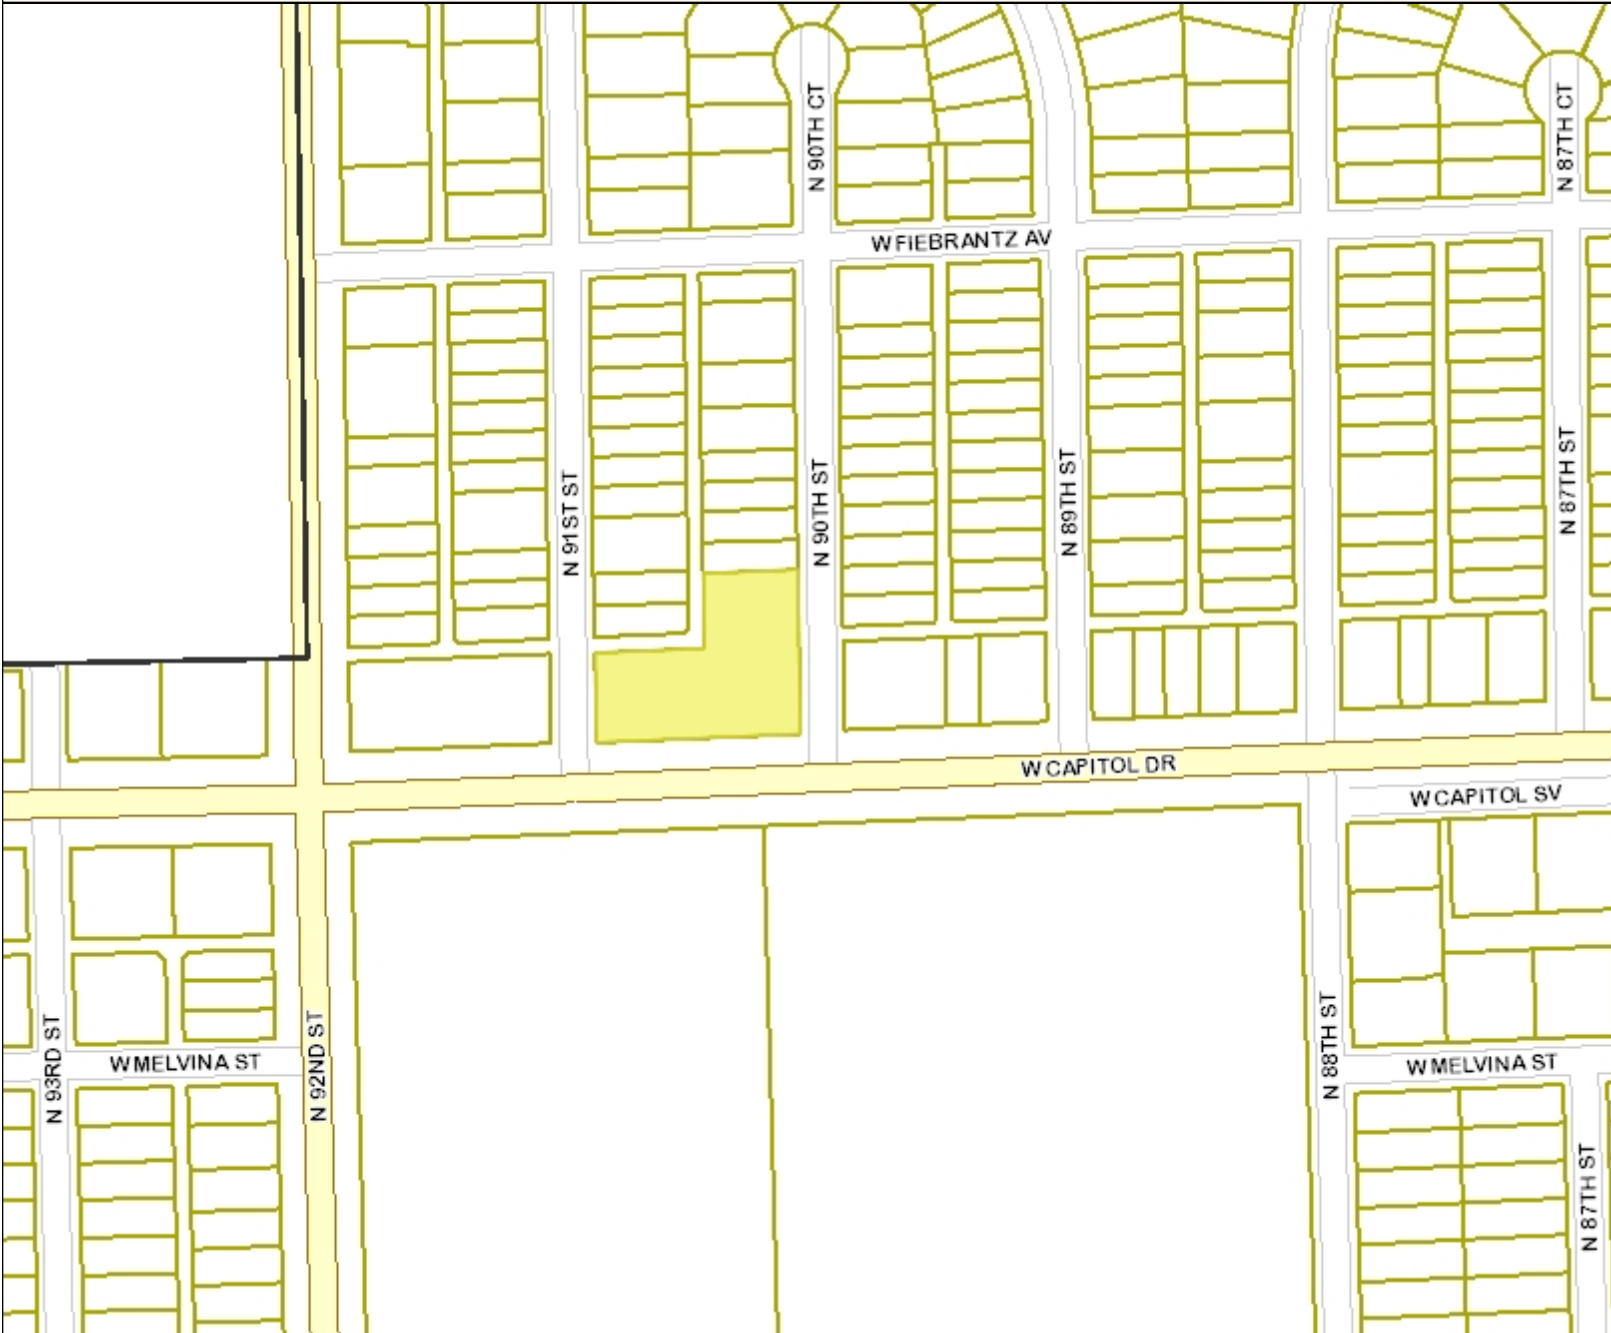 N 90TH CT
N 87TH CT
W FIEBRANTZ AV
N 91ST ST
N 90TH ST
N 89TH ST
N 87TH ST
W CAPITOL DR
W CAPITOL SV
N 93RD ST
W MELVINA ST
N 92ND ST
N 88TH ST
W MELVINA ST
N 87TH ST